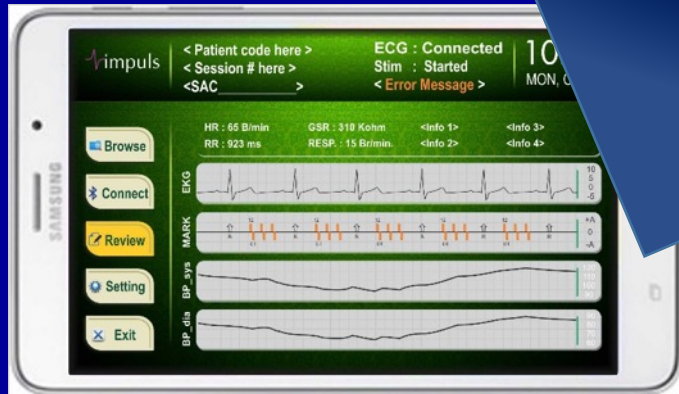 impuls
< Patient code here >
< Session # here >
<SAC________>
ECG : Connected
Stim : Started
< Error Message >
10
MON,
HR : 65 B/min
GSR : 310 Kohm
<Info 1>
<Info 3>
RR : 923 ms
RESP. : 15 Br/min.
<Info 2>
<Info 4>
Browse
Connect
Review
Setting
Exit
SAMSUNG
EKG
10
5
0
-5
MARK
+A
0
-A
BP_sys
BP_dia